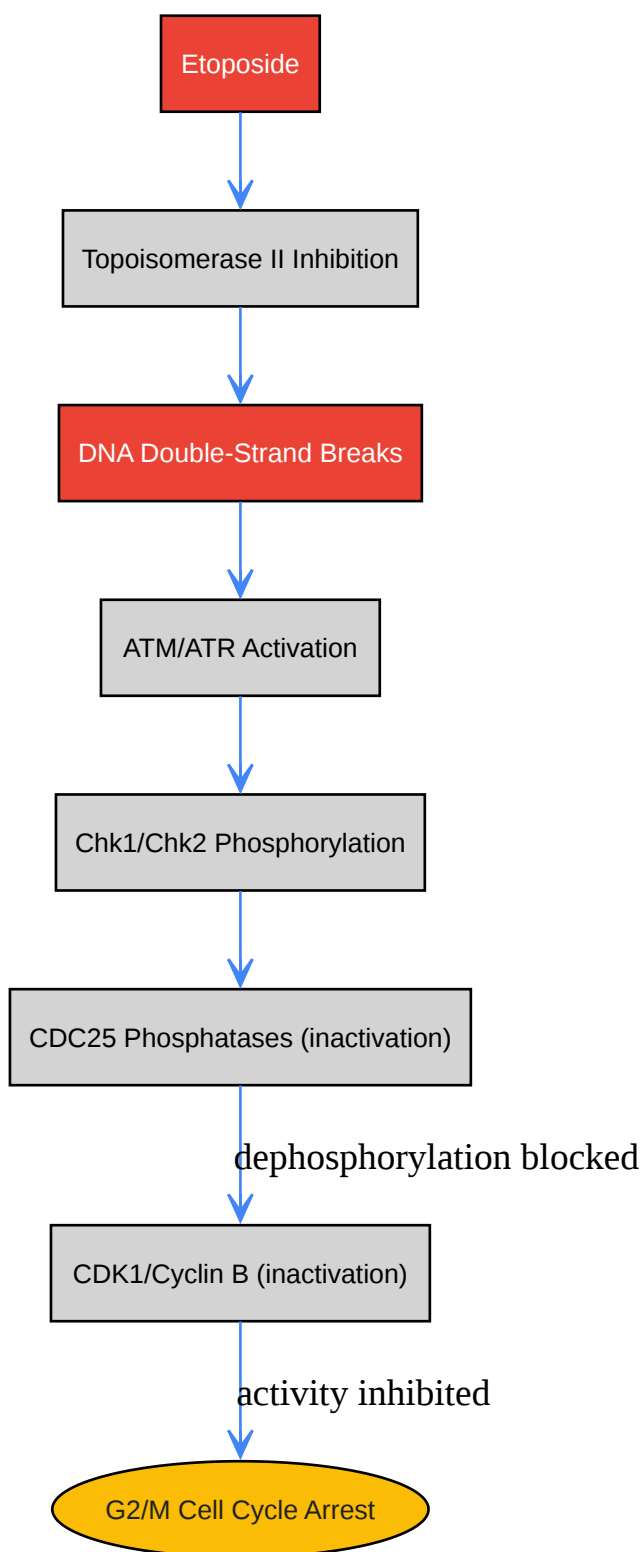 Etoposide
Topoisomerase II Inhibition
DNA Double-Strand Breaks
ATM/ATR Activation
Chk1/Chk2 Phosphorylation
CDC25 Phosphatases (inactivation)
dephosphorylation blocked
CDK1/Cyclin B (inactivation)
activity inhibited
G2/M Cell Cycle Arrest